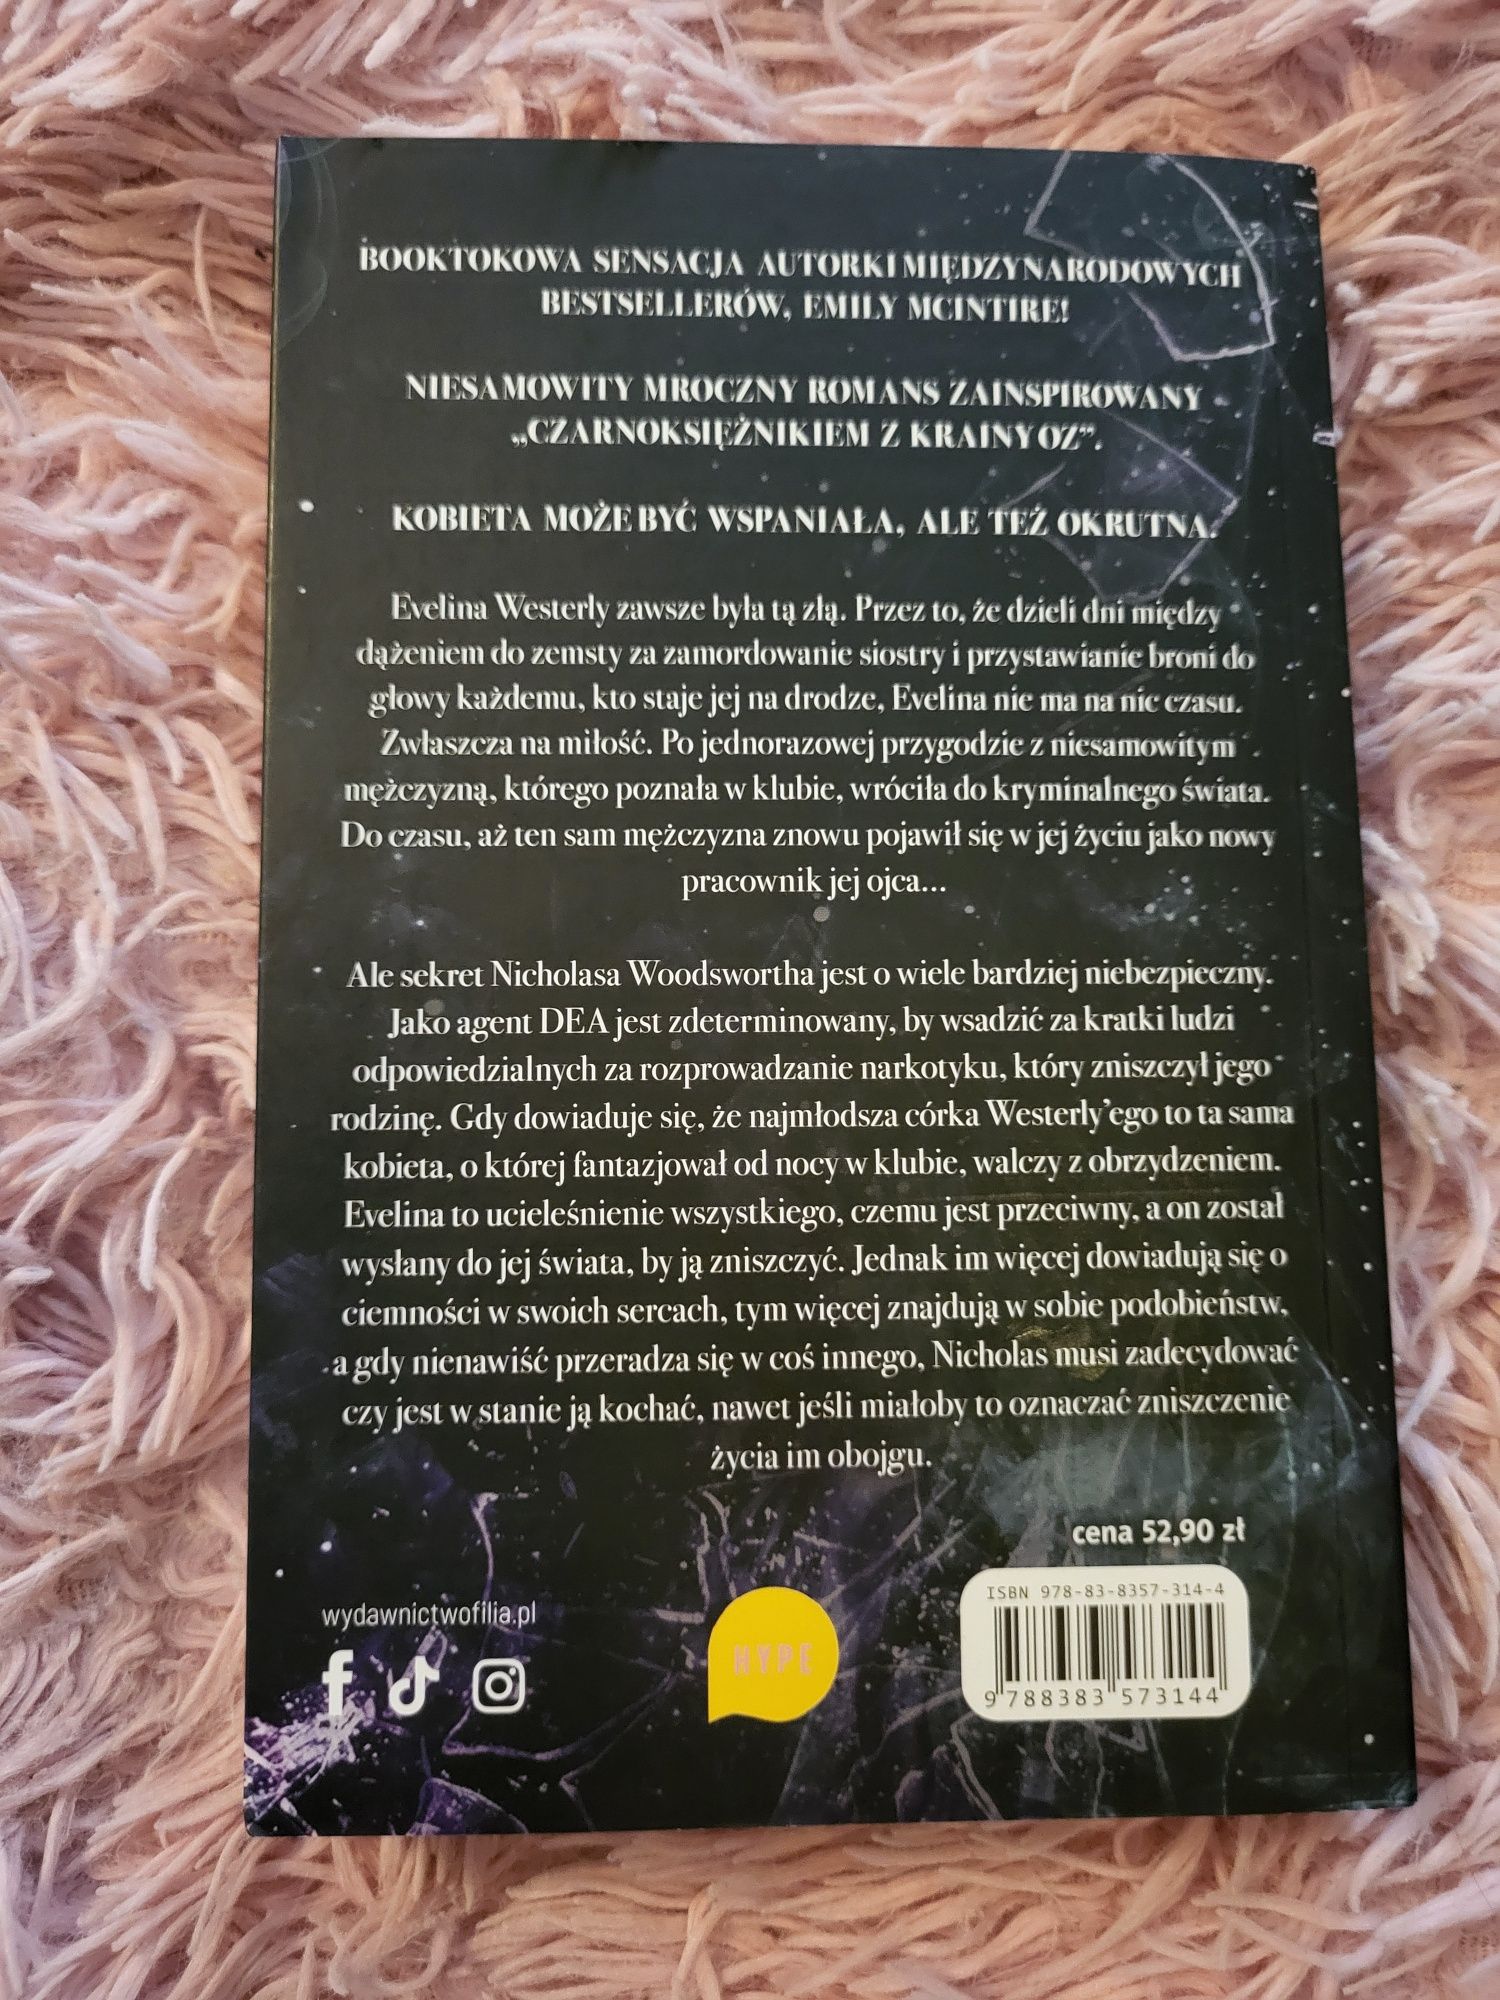 BOOKTOKOWA SENSACJA AUTORKI MIĘDZYNARODOWYCH
BESTSELLERÓW, EMILY MCINTIRE!
NIESAMOWITY MROCZNY ROMANS ZAINSPIROWANY
„CZARNOKSIĘŻNIKIEM Z KRAINY OZ”.
KOBIETA MOŻE BYĆ WSPANIAŁA, ALE TEŻ OKRUTNA.
Evelina Westerly zawsze była tą złą. Przez to, że dzieli dni między
dążeniem do zemsty za zamordowanie siostry i przystawianie broni do
głowy każdemu, kto staje jej na drodze, Evelina nie ma na nic czasu.
Zwłaszcza na miłość. Po jednorazowej przygodzie z niesamowitym
mężczyzną, którego poznała w klubie, wróciła do kryminalnego świata.
Do czasu, aż ten sam mężczyzna znowu pojawił się w jej życiu jako nowy
pracownik jej ojca...
Ale sekret Nicholasa Woodswortha jest o wiele bardziej niebezpieczny.
Jako agent DEA jest zdeterminowany, by wsadzić za kratki ludzi
odpowiedzialnych za rozprowadzanie narkotyku, który zniszczył jego
rodzinę. Gdy dowiaduje się, że najmłodsza córka Westerly’ego to ta sama
kobieta, o której fantazjował od nocy w klubie, walczy z obrzydzeniem.
Evelina to ucieleśnienie wszystkiego, czemu jest przeciwny, a on został
wysłany do jej świata, by ją zniszczyć. Jednak im więcej dowiadują się o
ciemności w swoich sercach, tym więcej znajdują w sobie podobieństw,
a gdy nienawiść przeradza się w coś innego, Nicholas musi zadecydować
czy jest w stanie ją kochać, nawet jeśli miałoby to oznaczać zniszczenie
życia im obojgu.
cena 52,90 zł
ISBN 978-83-8357-314-4
wydawnictwofilia.pl
HYPE
9 788383 573144